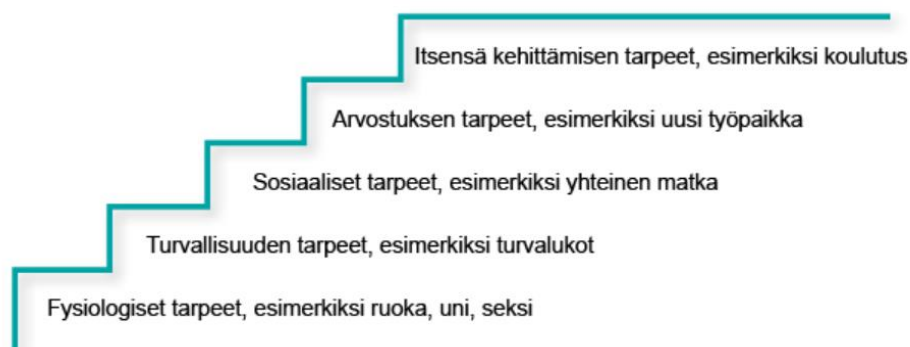 Itsensä kehittämisen tarpeet, esimerkiksi koulutus
Arvostuksen tarpeet, esimerkiksi uusi työpaikka
Sosiaaliset tarpeet, esimerkiksi yhteinen matka
Turvallisuuden tarpeet, esimerkiksi turvalukot
Fysiologiset tarpeet, esimerkiksi ruoka, uni, seksi